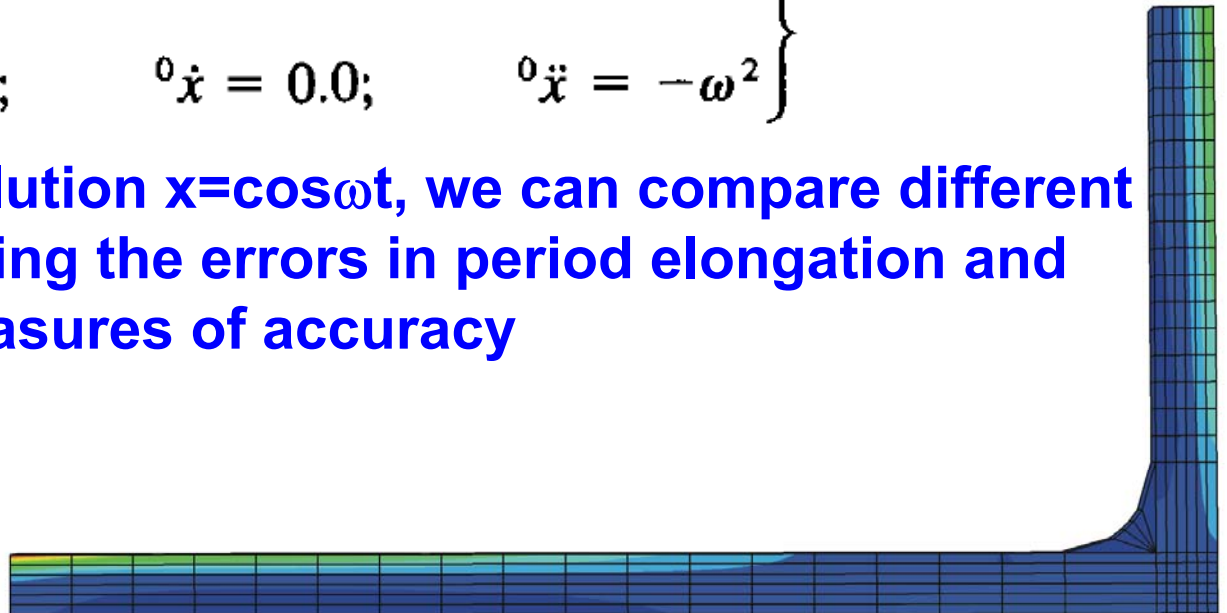 ; ⁰ẋ = 0.0; ⁰ẍ = −ω² }
lution x=cosωt, we can compare different
ing the errors in period elongation and
asures of accuracy